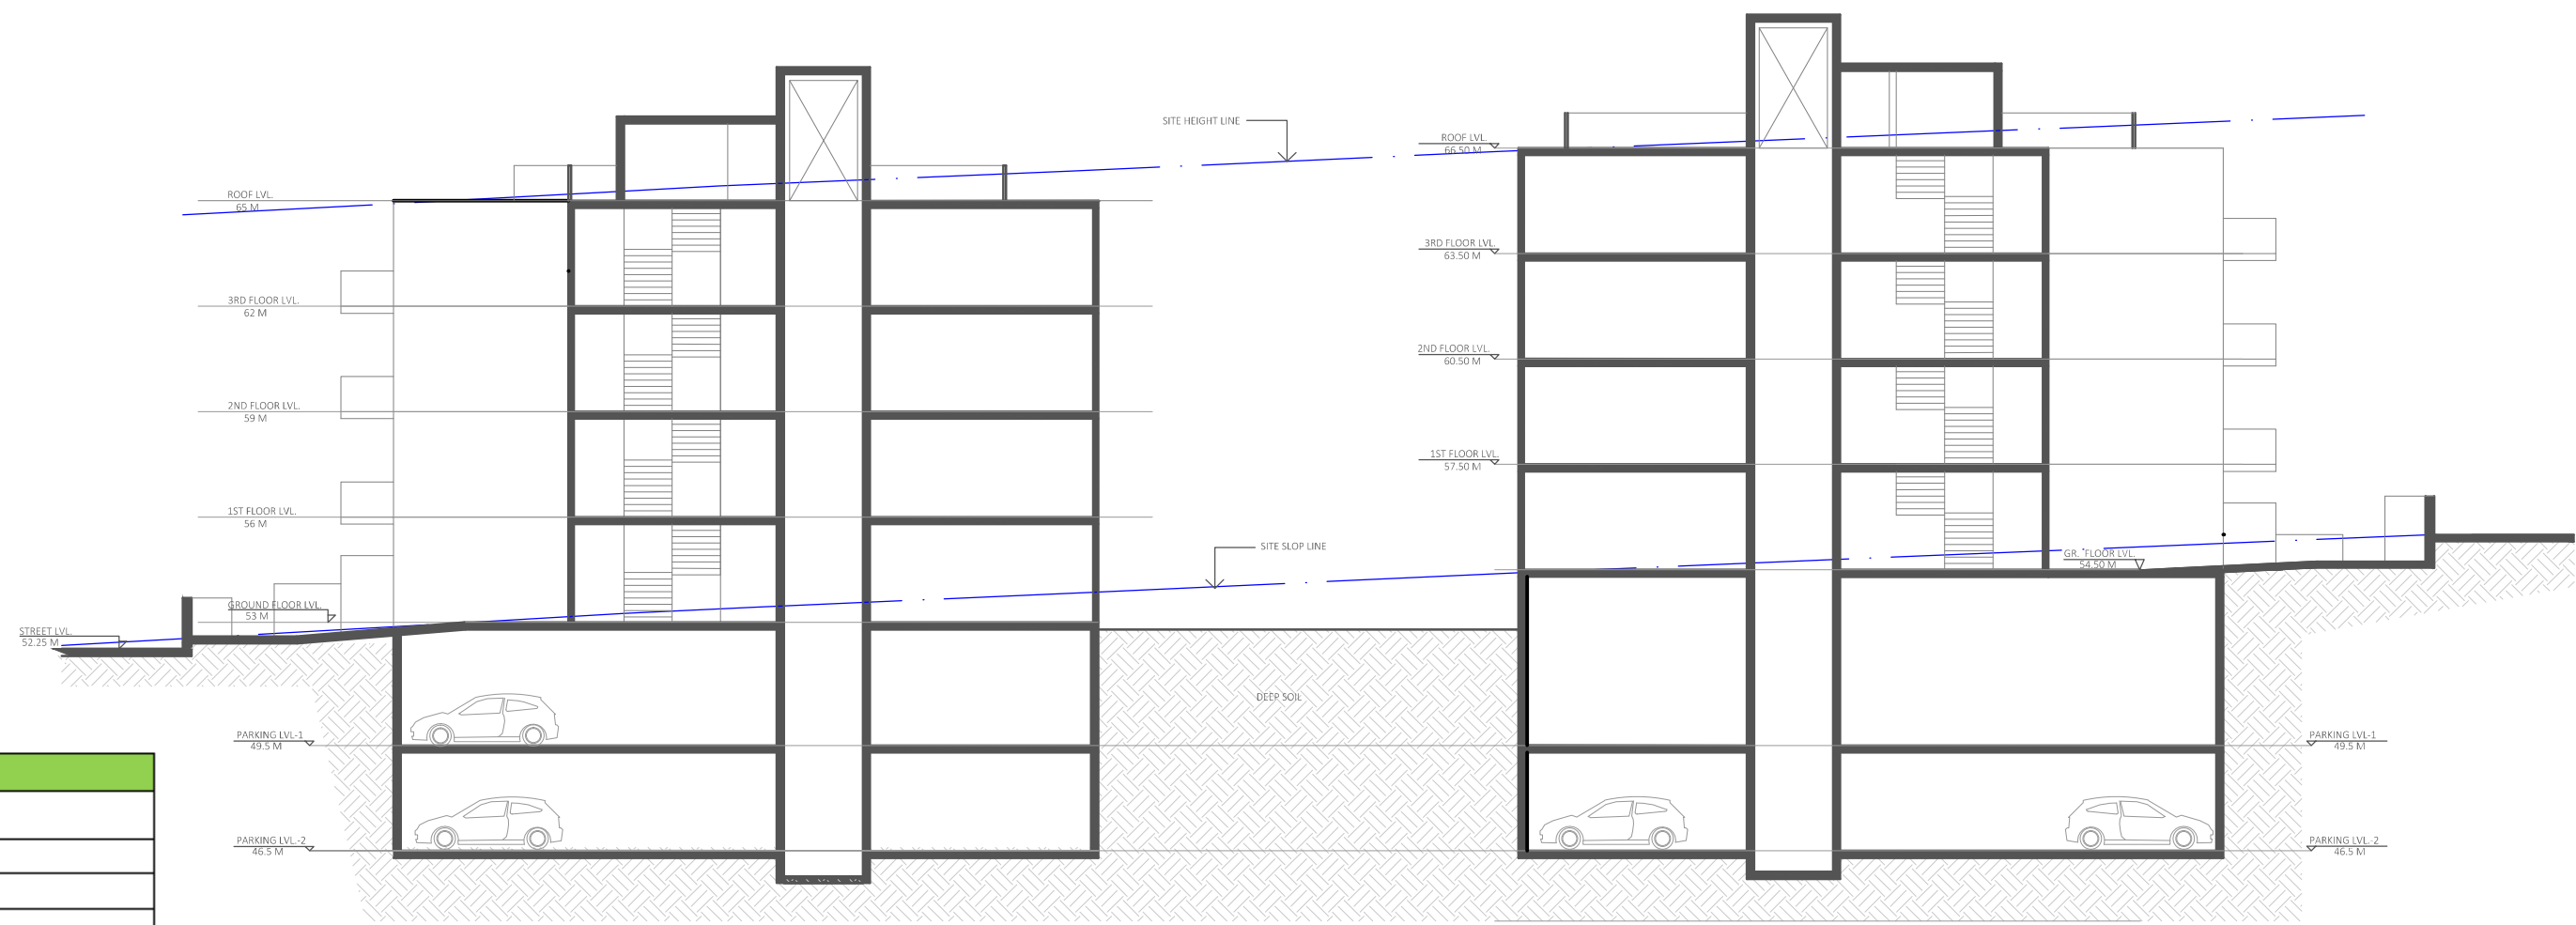 SITE HEIGHT LINE
ROOF LVL.
66.50 M
ROOF LVL.
65 M
3RD FLOOR LVL.
63.50 M
3RD FLOOR LVL.
62 M
2ND FLOOR LVL.
60.50 M
2ND FLOOR LVL.
59 M
1ST FLOOR LVL.
57.50 M
1ST FLOOR LVL.
56 M
SITE SLOP LINE
GR. FLOOR LVL.
54.50 M
GROUND FLOOR LVL.
53 M
STREET LVL.
52.25 M
DEEP SOIL
PARKING LVL-1
49.5 M
PARKING LVL-1
49.5 M
PARKING LVL.-2
46.5 M
PARKING LVL.-2
46.5 M